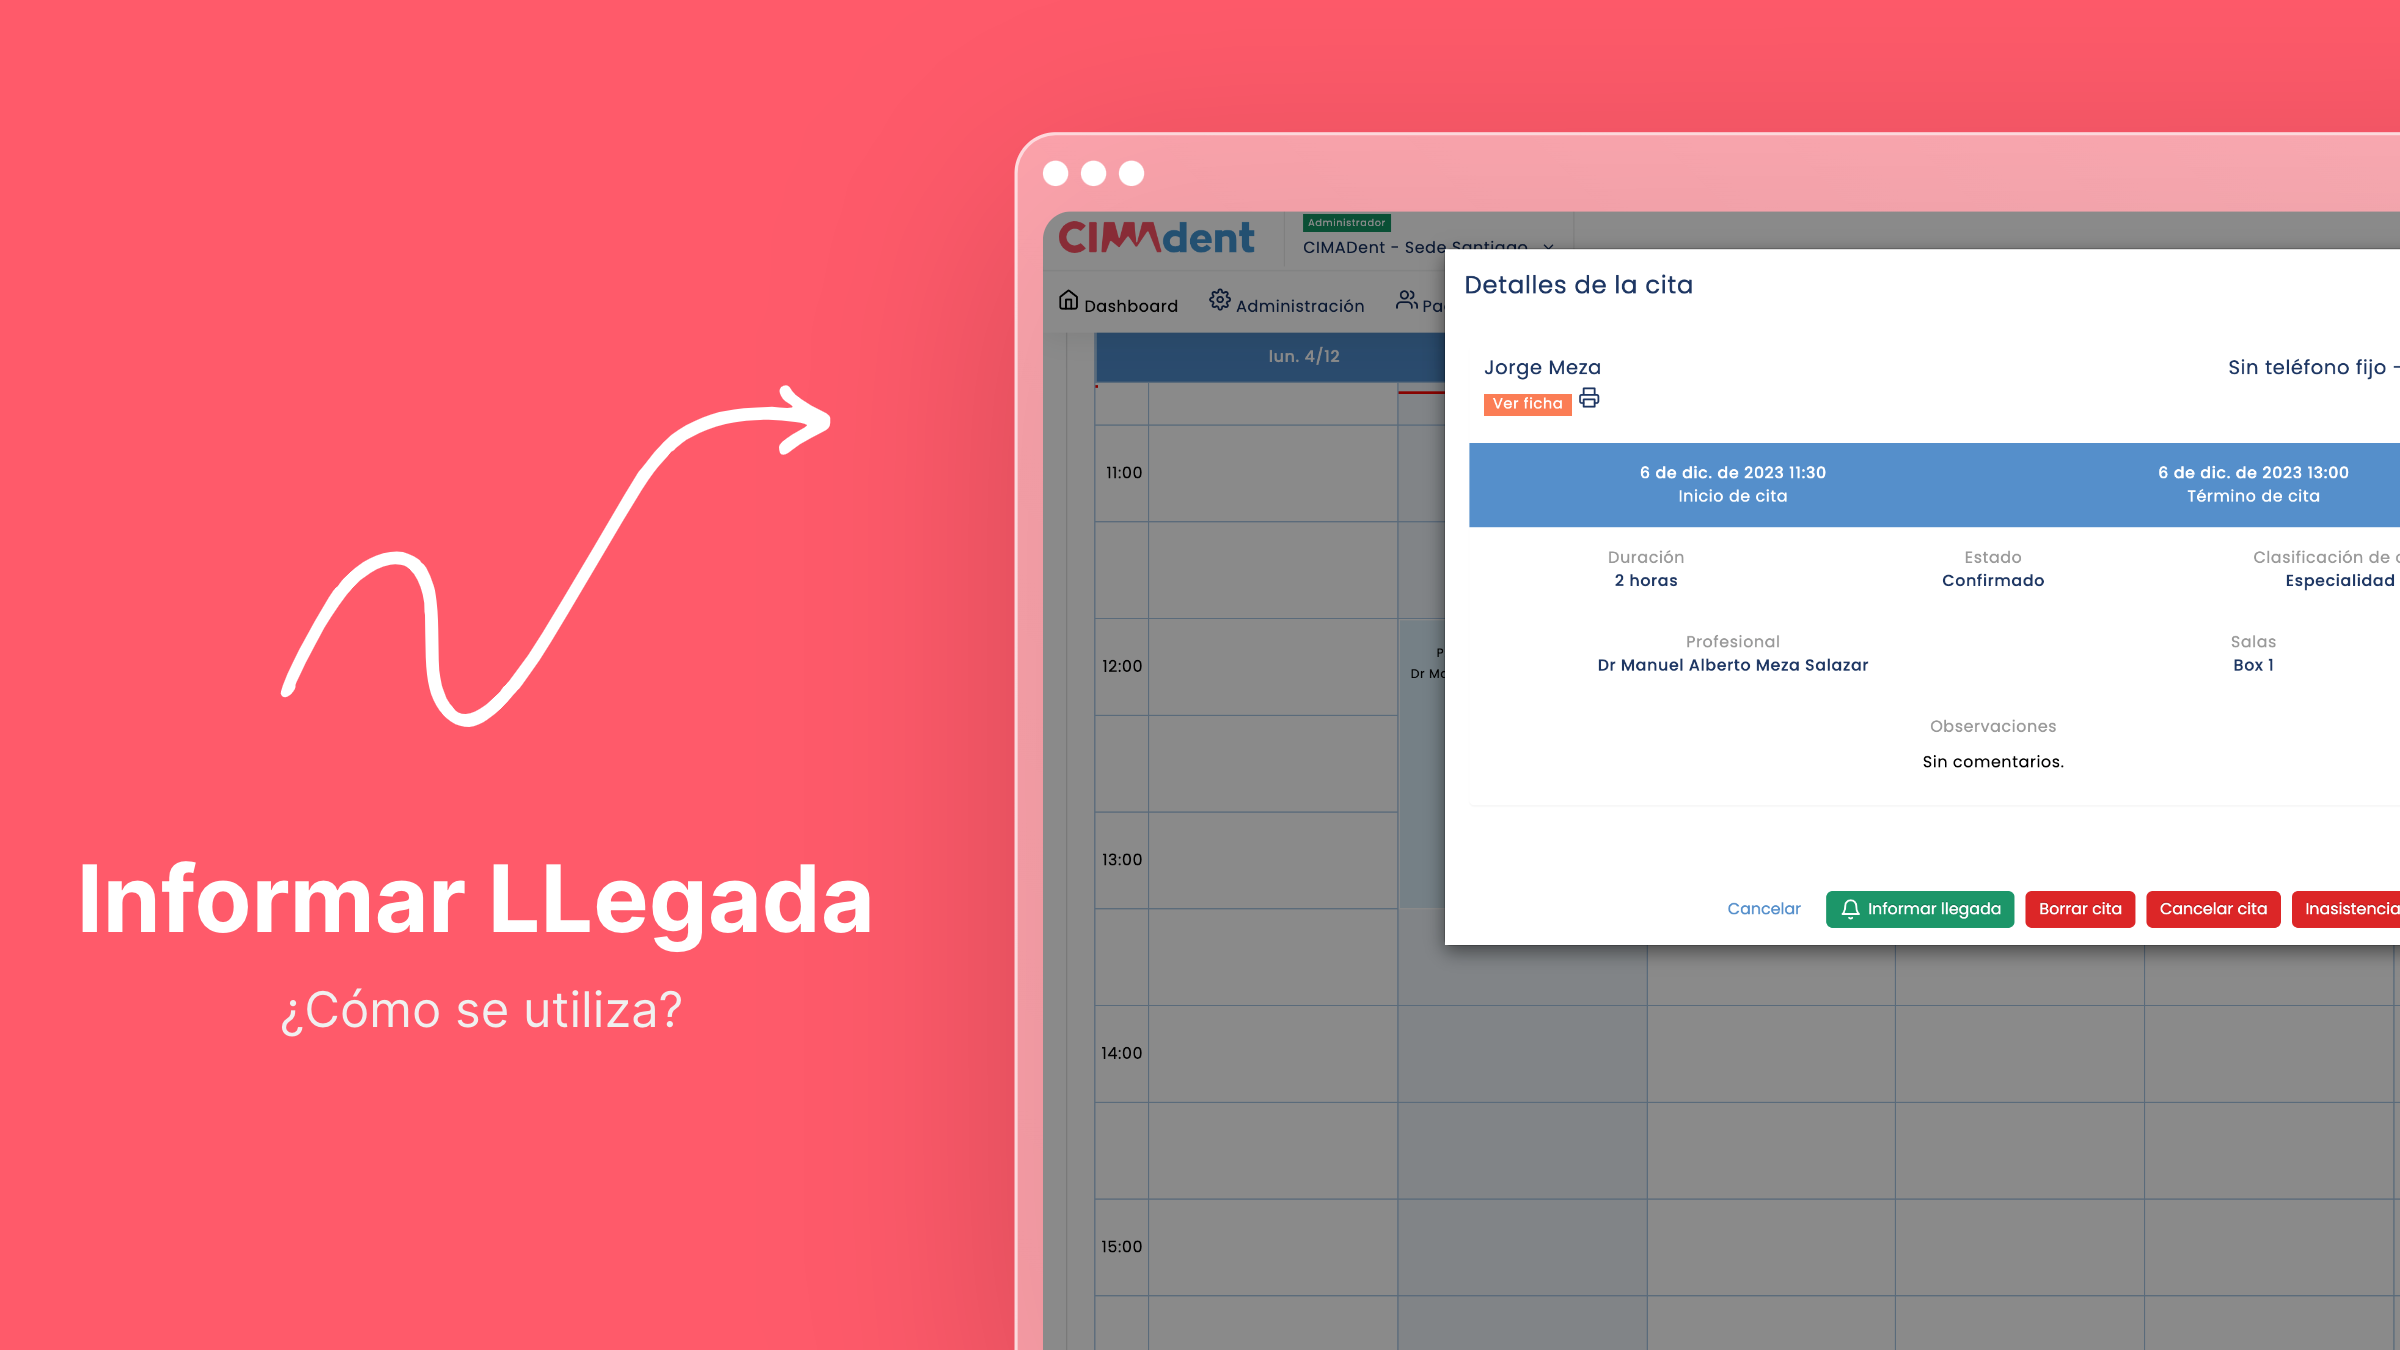 Informar LLegada
¿Cómo se utiliza?
CIMAdent
Administrador
CIMADent - Sede Santiago
Dashboard
Administración
lun. 4/12
11:00
12:00
13:00
14:00
15:00
Dr
Detalles de la cita
Jorge Meza
Sin teléfono fijo -
Ver ficha
6 de dic. de 2023 11:30
Inicio de cita
6 de dic. de 2023 13:00
Término de cita
Duración
2 horas
Estado
Confirmado
Clasificación de
Especialidad
Profesional
Dr Manuel Alberto Meza Salazar
Salas
Box 1
Observaciones
Sin comentarios.
Cancelar
Informar llegada
Borrar cita
Cancelar cita
Inasistencia